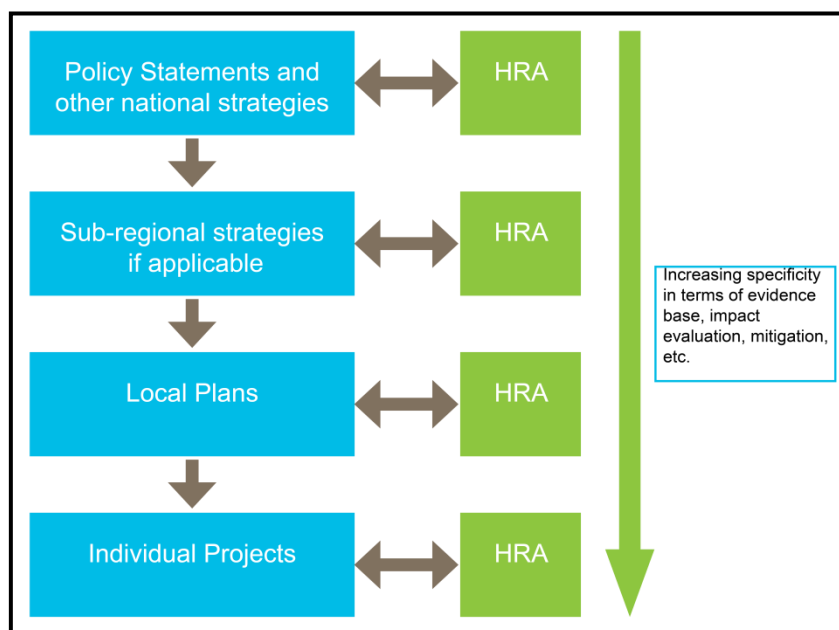 Policy Statements and
other national strategies
HRA
Sub-regional strategies
if applicable
HRA
Increasing specificity
in terms of evidence
base, impact
evaluation, mitigation,
etc.
Local Plans
HRA
Individual Projects
HRA